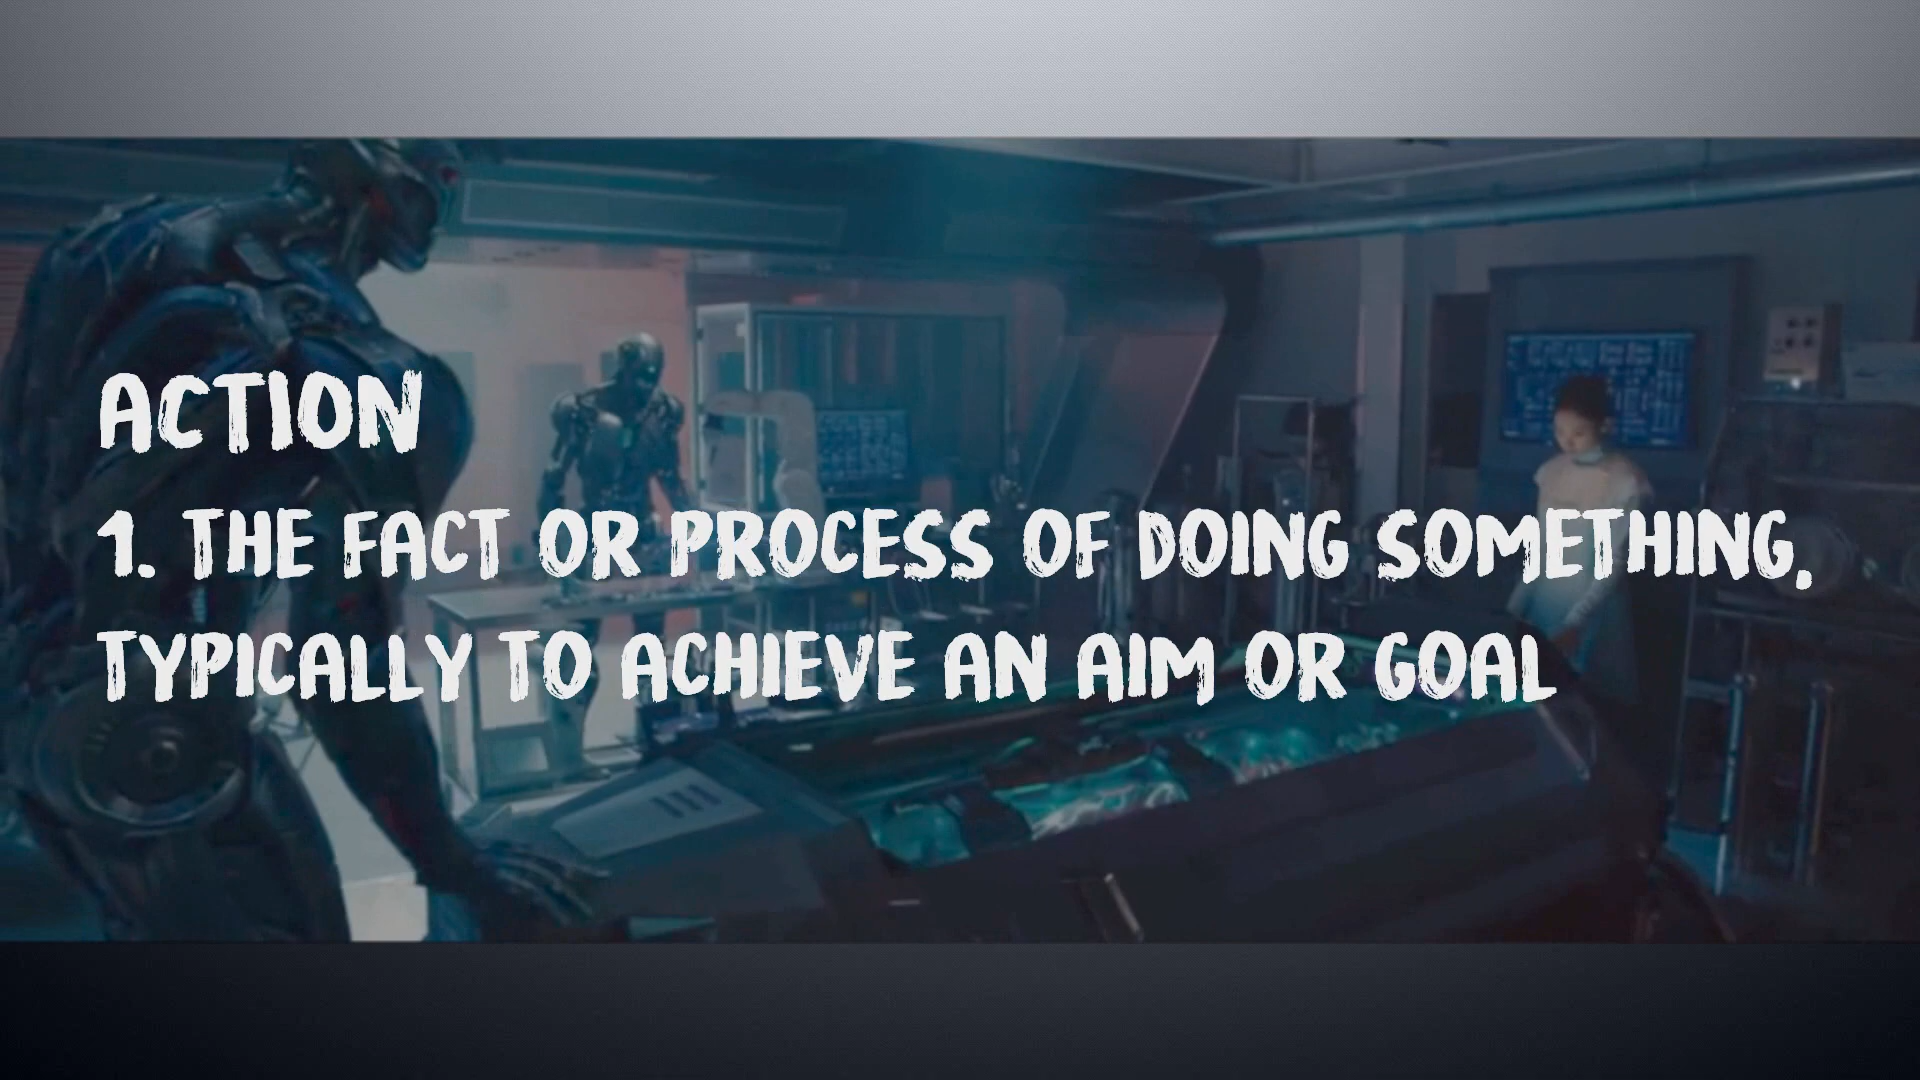 ACTION
1. THE FACT OR PROCESS OF DOING SOMETHING,
TYPICALLY TO ACHIEVE AN AIM OR GOAL